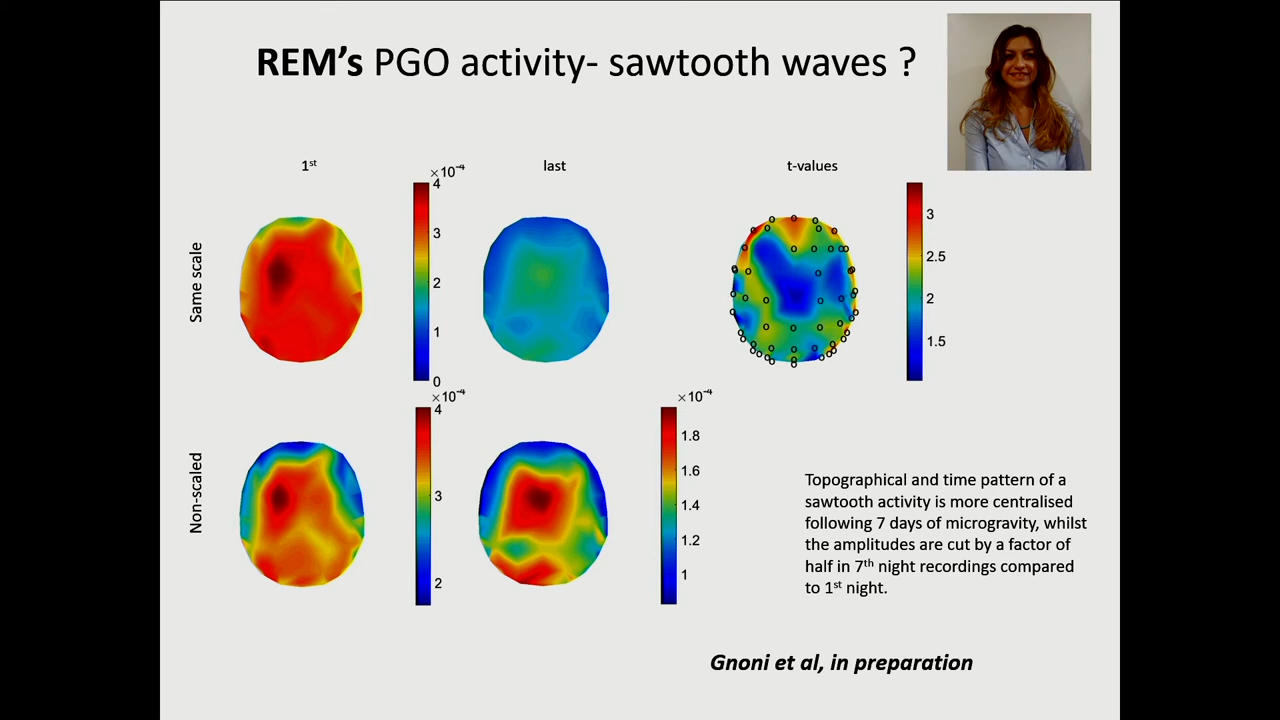 REM's PGO activity- sawtooth waves ?
1st
last
t-values
×10⁻⁴
4
3
2
1
0
3
2.5
2
1.5
Same scale
×10⁻⁴
4
3
2
×10⁻⁴
1.8
1.6
1.4
1.2
1
Non-scaled
Topographical and time pattern of a
sawtooth activity is more centralised
following 7 days of microgravity, whilst
the amplitudes are cut by a factor of
half in 7th night recordings compared
to 1st night.
Gnoni et al, in preparation